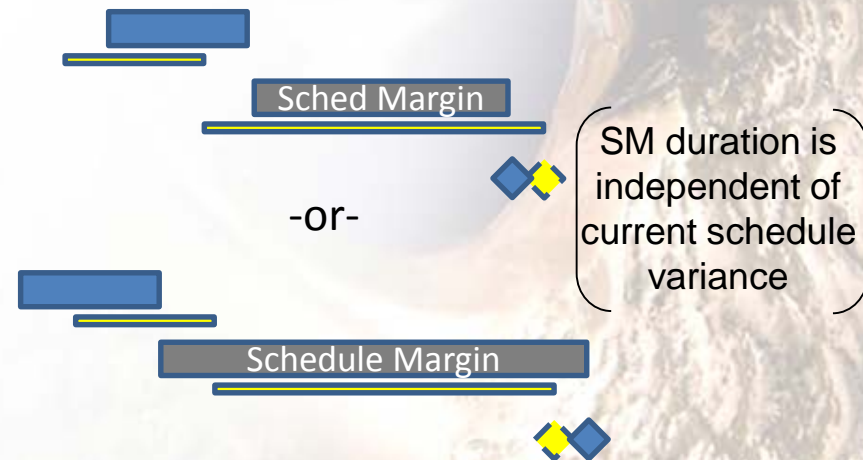 Sched Margin
-or-
Schedule Margin
SM duration is
independent of
current schedule
variance